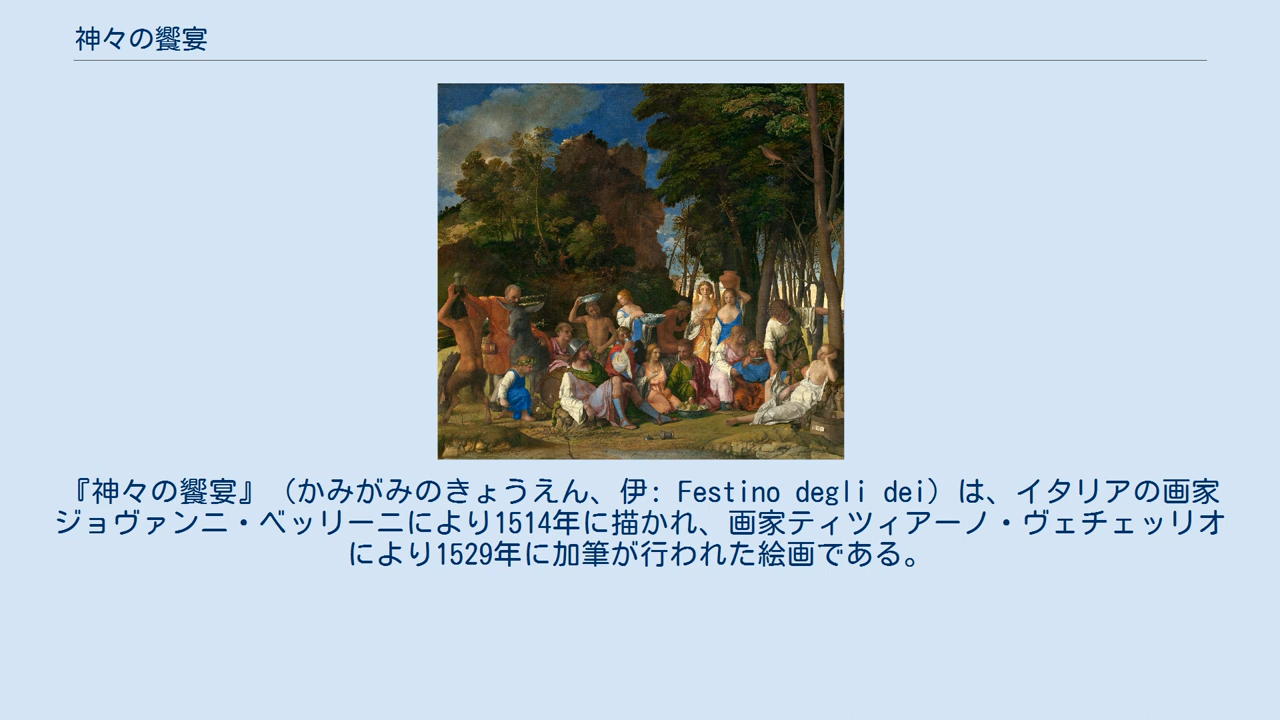 神々の饗宴
『神々の饗宴』（かみがみのきょうえん、伊: Festino degli dei）は、イタリアの画家
ジョヴァンニ・ベッリーニにより1514年に描かれ、画家ティツィアーノ・ヴェチェッリオ
により1529年に加筆が行われた絵画である。